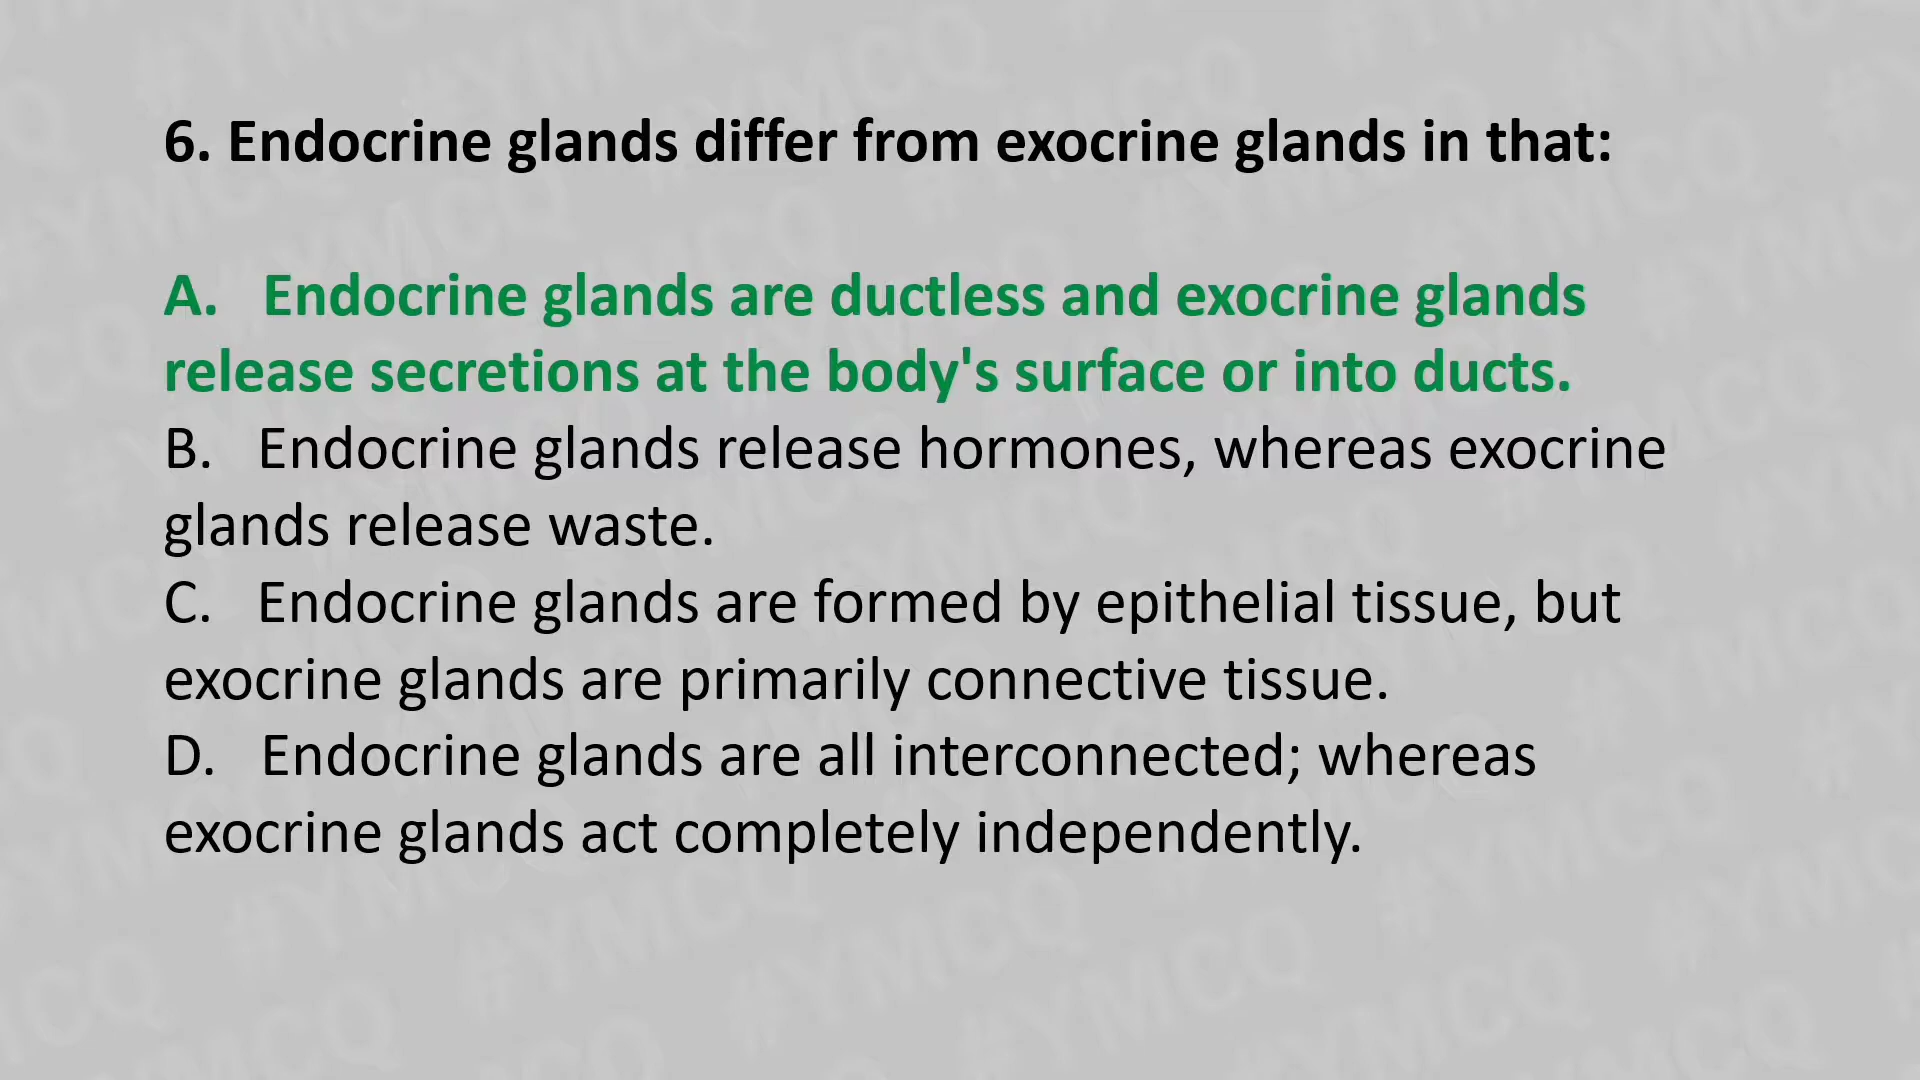 6. Endocrine glands differ from exocrine glands in that:
A. Endocrine glands are ductless and exocrine glands
release secretions at the body's surface or into ducts.
B. Endocrine glands release hormones, whereas exocrine
glands release waste.
C. Endocrine glands are formed by epithelial tissue, but
exocrine glands are primarily connective tissue.
D. Endocrine glands are all interconnected; whereas
exocrine glands act completely independently.
#YMCQ